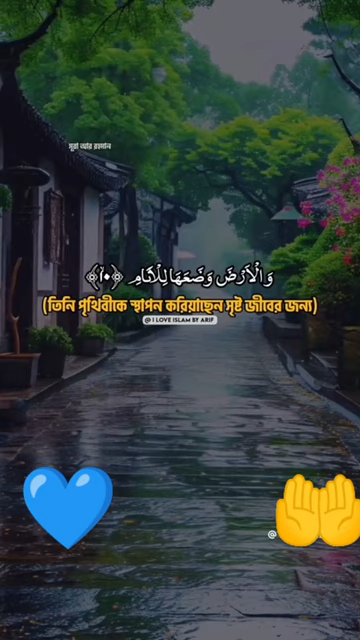 সূরা আর রহমান
وَالْأَرْضَ وَضَعَهَا لِلْأَنَامِ ﴿١٠﴾
(তিনি পৃথিবীকে স্থাপন করিয়াছেন সৃষ্ট জীবের জন্য)
@ I LOVE ISLAM BY ARIF
@